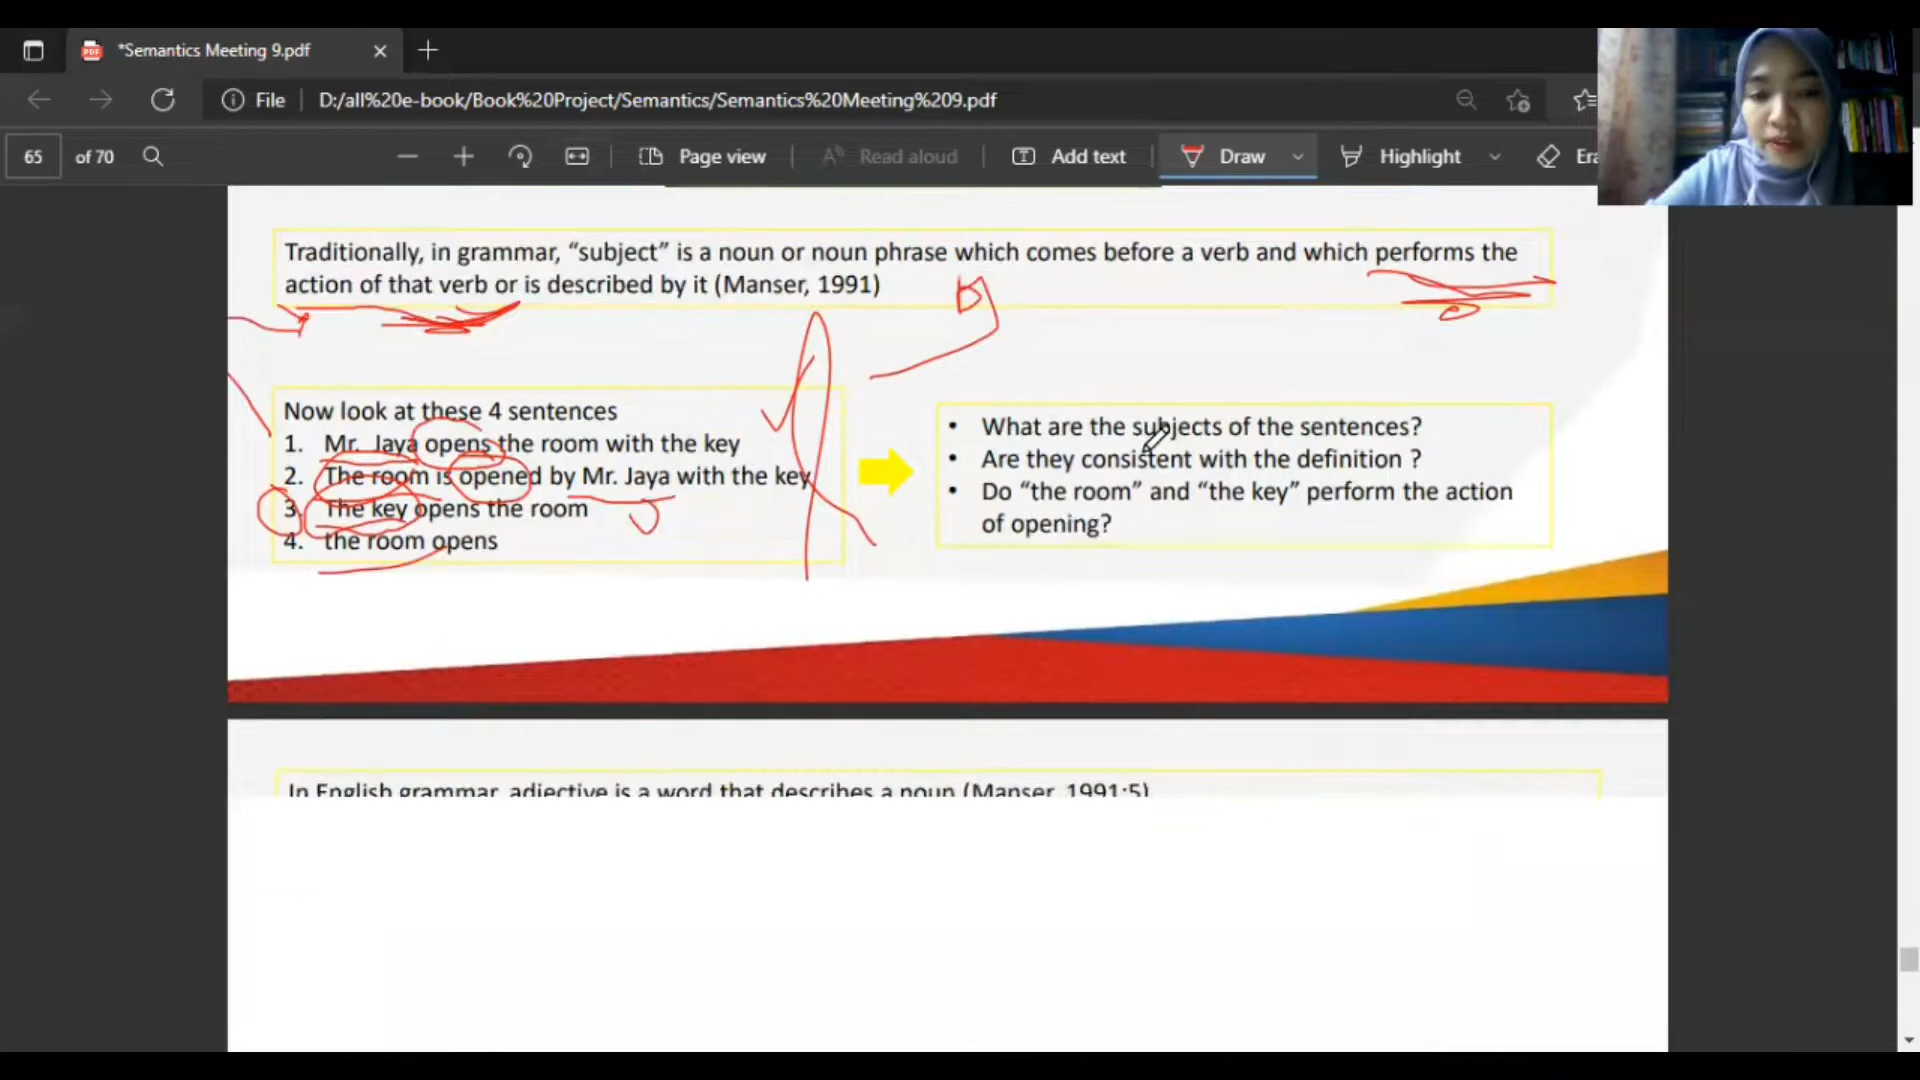 *Semantics Meeting 9.pdf
File
D:/all%20e-book/Book%20Project/Semantics/Semantics%20Meeting%209.pdf
65 of 70
Page view
Read aloud
Add text
Draw
Highlight
Traditionally, in grammar, “subject” is a noun or noun phrase which comes before a verb and which performs the
action of that verb or is described by it (Manser, 1991)
Now look at these 4 sentences
1. Mr. Jaya opens the room with the key
2. The room is opened by Mr. Jaya with the key
3. The key opens the room
4. the room opens
• What are the subjects of the sentences?
• Are they consistent with the definition ?
• Do “the room” and “the key” perform the action
of opening?
In English grammar, adjective is a word that describes a noun (Manser, 1991:5)